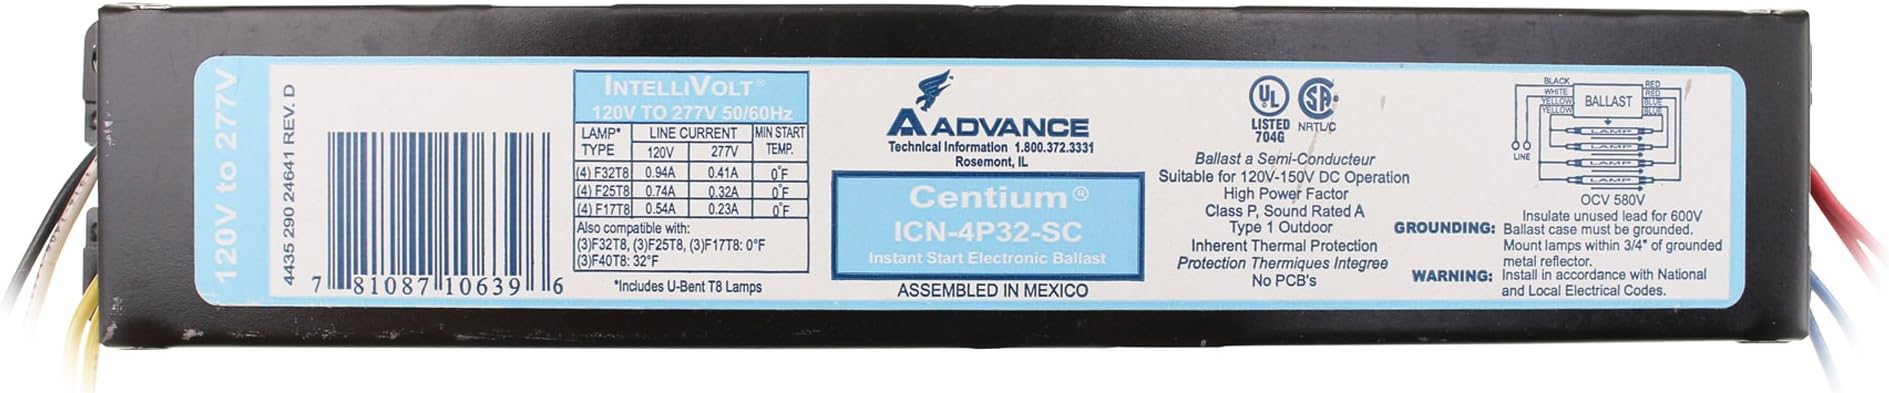 120V to 277V
4435 290 24641 REV. D
7 81087 10639 6
INTELLIVOLT®
120V TO 277V 50/60Hz
LAMP* TYPE LINE CURRENT MIN START TEMP.
120V 277V
(4) F32T8 0.94A 0.41A 0°F
(4) F25T8 0.74A 0.32A 0°F
(4) F17T8 0.54A 0.23A 0°F
Also compatible with:
(3)F32T8, (3)F25T8, (3)F17T8: 0°F
(3)F40T8: 32°F
*Includes U-Bent T8 Lamps
ADVANCE
Technical Information 1.800.372.3331
Rosemont, IL
Centium®
ICN-4P32-SC
Instant Start Electronic Ballast
ASSEMBLED IN MEXICO
UL
LISTED
704G
SA
NRTL/C
Ballast a Semi-Conducteur
Suitable for 120V-150V DC Operation
High Power Factor
Class P, Sound Rated A
Type 1 Outdoor
Inherent Thermal Protection
Protection Thermiques Integree
No PCB's
BLACK
WHITE
YELLOW
YELLOW
BALLAST
RED
RED
BLUE
BLUE
LAMP
LAMP
LAMP
LAMP
LINE
OCV 580V
Insulate unused lead for 600V
GROUNDING: Ballast case must be grounded.
Mount lamps within 3/4" of grounded
metal reflector.
WARNING: Install in accordance with National
and Local Electrical Codes.